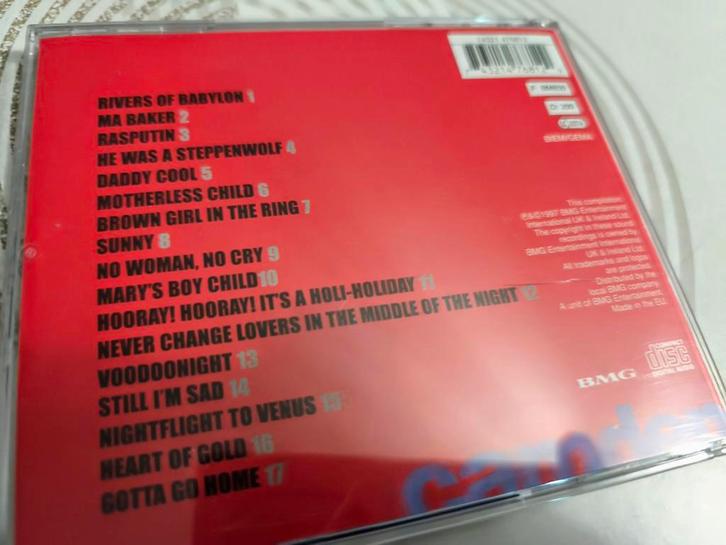 RIVERS OF BABYLON 1
MA BAKER 2
RASPUTIN 3
HE WAS A STEPPENWOLF 4
DADDY COOL 5
MOTHERLESS CHILD 6
BROWN GIRL IN THE RING 7
SUNNY 8
NO WOMAN, NO CRY 9
MARY'S BOY CHILD 10
HOORAY! HOORAY! IT'S A HOLI-HOLIDAY 11
NEVER CHANGE LOVERS IN THE MIDDLE OF THE NIGHT 12
VOODOONIGHT 13
STILL I'M SAD 14
NIGHTFLIGHT TO VENUS 15
HEART OF GOLD 16
GOTTA GO HOME 17
BIEM/GEMA
This compilation
℗&©1997 BMG Entertainment
International UK & Ireland Ltd.
The copyright in these sound
recordings is owned by
BMG Entertainment International
UK & Ireland Ltd.
All trademarks and logos
are protected.
Distributed by the
local BMG company.
A unit of BMG Entertainment.
Made in the EU.
BMG
COMPACT
disc
DIGITAL AUDIO
camden